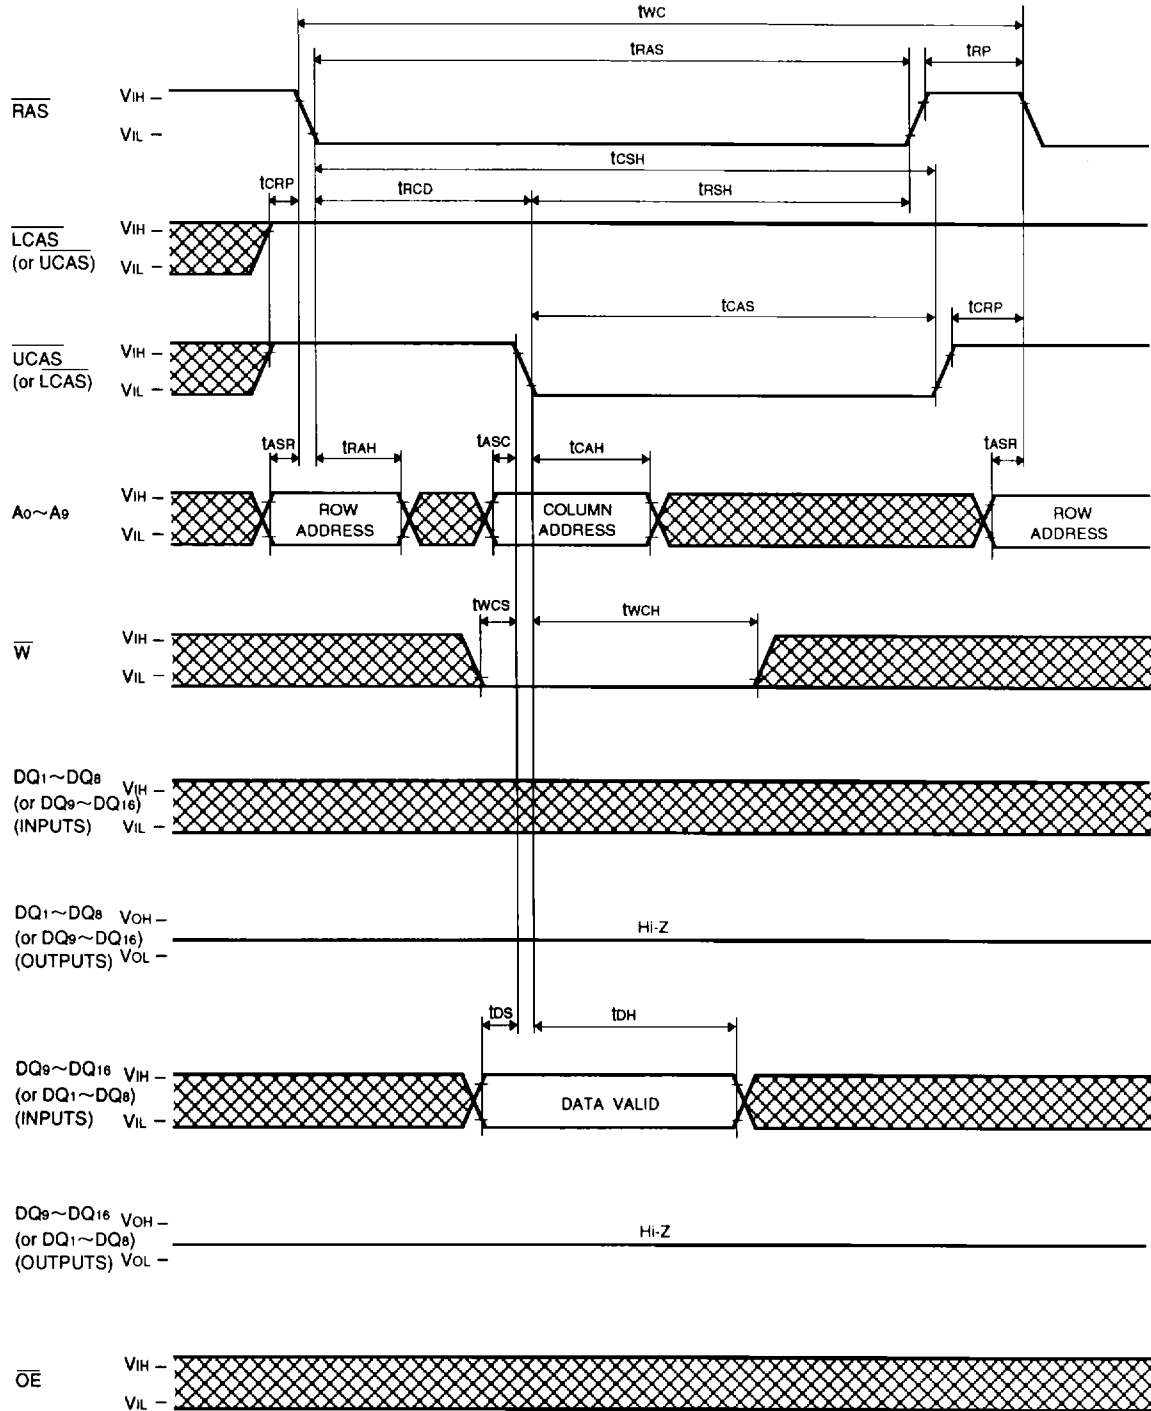 tWC
tRAS
tRP
RAS
VIH
VIL
tCSH
tCRP
tRCD
tRSH
LCAS
(or UCAS)
VIH
VIL
tCAS
tCRP
UCAS
(or LCAS)
VIH
VIL
tASR
tRAH
tASC
tCAH
tASR
A0~A9
VIH
VIL
ROW
ADDRESS
COLUMN
ADDRESS
ROW
ADDRESS
tWCS
tWCH
W
VIH
VIL
DQ1~DQ8
(or DQ9~DQ16)
(INPUTS)
VIH
VIL
DQ1~DQ8
(or DQ9~DQ16)
(OUTPUTS)
VOH
VOL
Hi-Z
tDS
tDH
DQ9~DQ16
(or DQ1~DQ8)
(INPUTS)
VIH
VIL
DATA VALID
DQ9~DQ16
(or DQ1~DQ8)
(OUTPUTS)
VOH
VOL
Hi-Z
OE
VIH
VIL